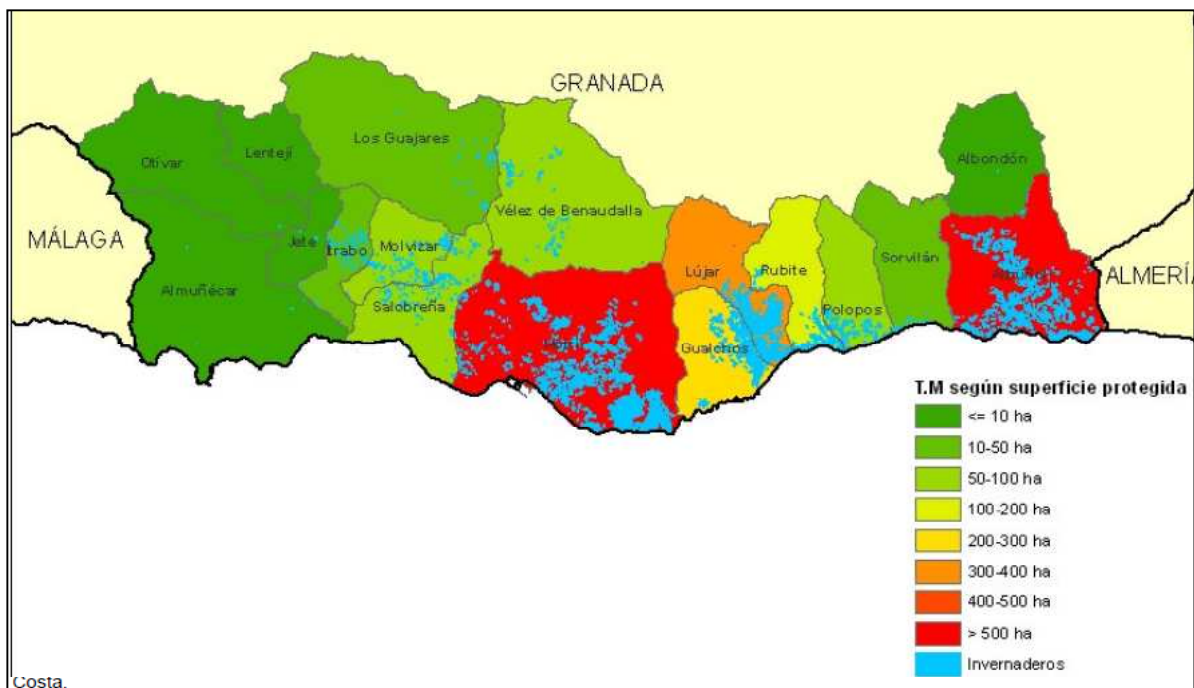 GRANADA
Los Guajares
Lentejí
Otívar
Albondón
Vélez de Benaudalla
MÁLAGA
Jete
Itrabo
Molvizar
Lújar
Rubite
Sorvilán
ALMERÍA
Almuñécar
Salobreña
Polopos
Gualchos
T.M según superficie protegida
<= 10 ha
10-50 ha
50-100 ha
100-200 ha
200-300 ha
300-400 ha
400-500 ha
> 500 ha
Invernaderos
Costa.